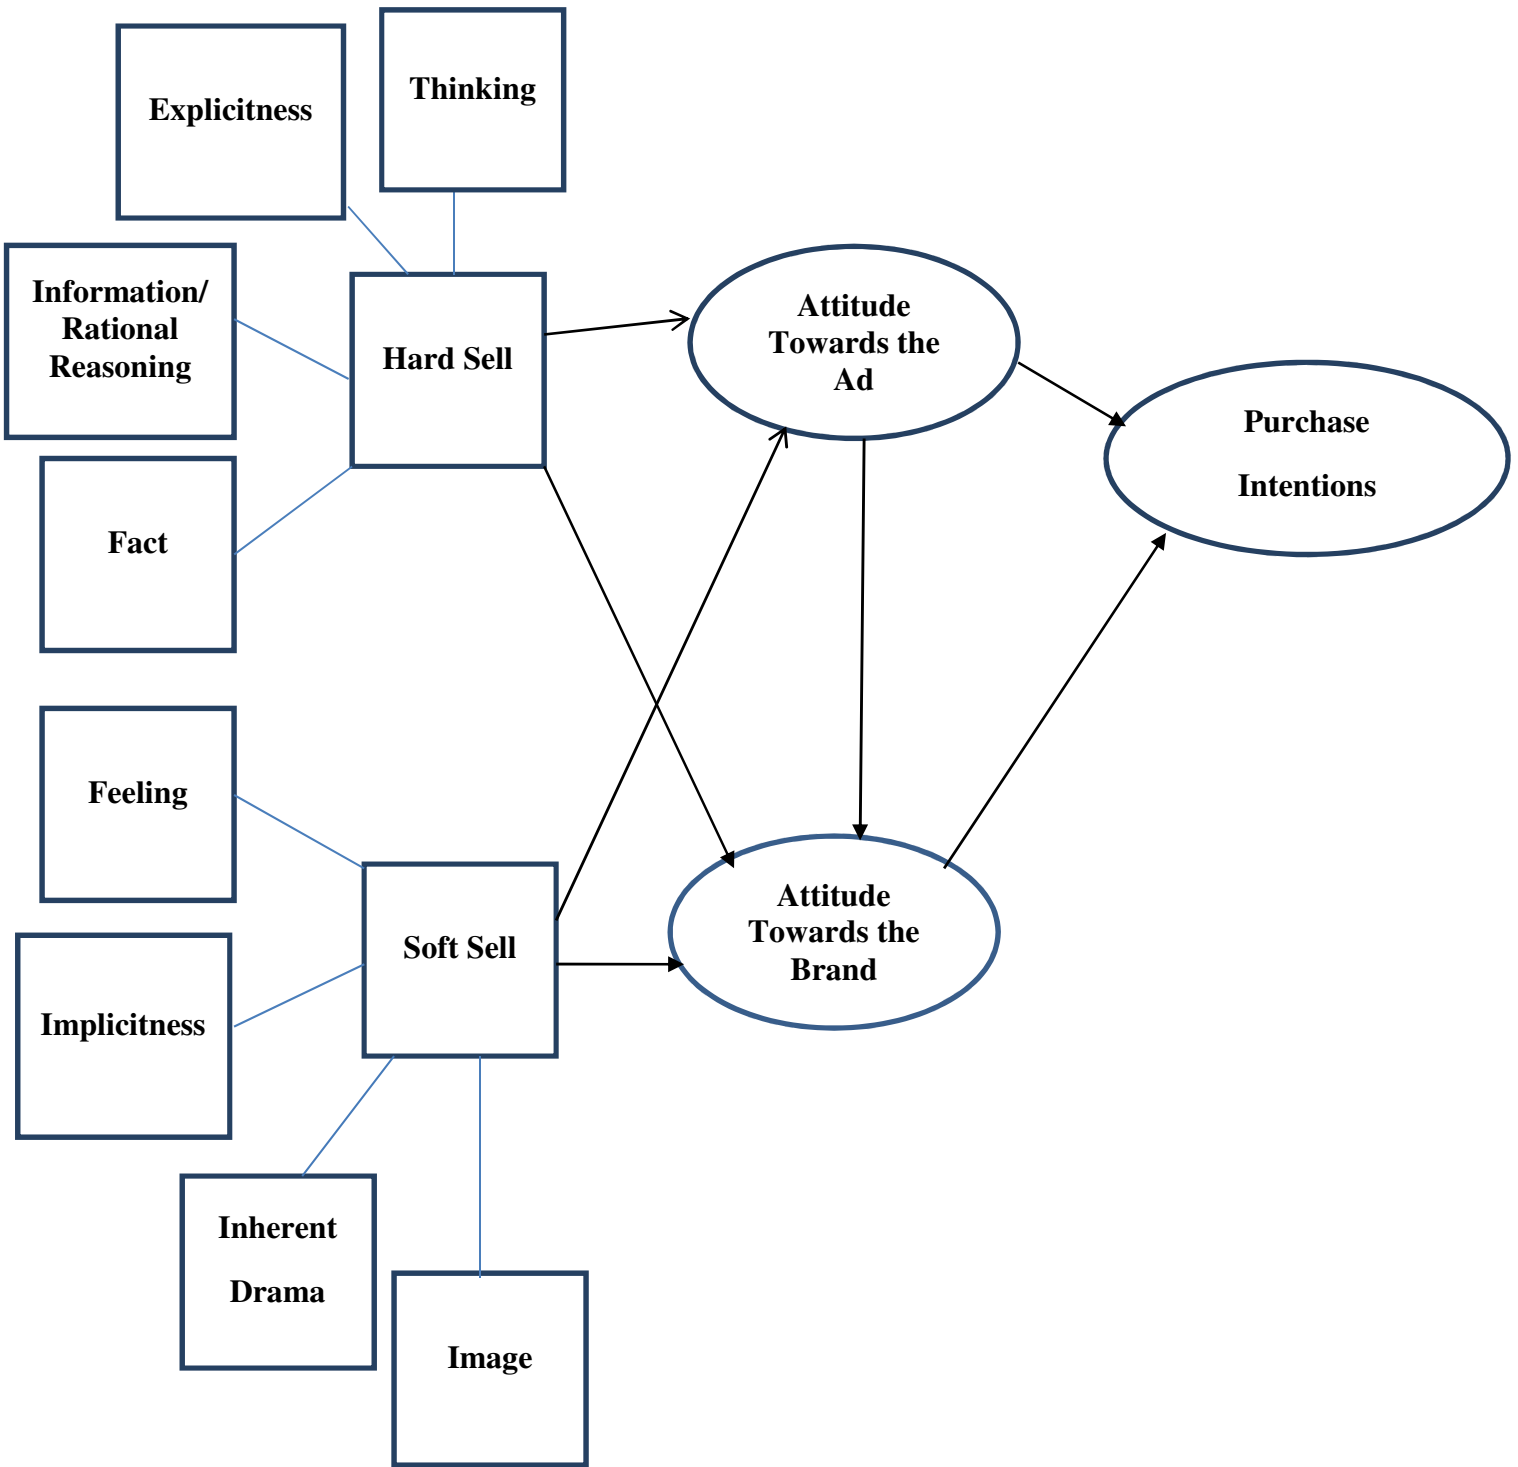 Thinking
Explicitness
Information/
Rational
Reasoning
Hard Sell
Attitude
Towards the
Ad
Purchase
Intentions
Fact
Feeling
Soft Sell
Attitude
Towards the
Brand
Implicitness
Inherent
Drama
Image